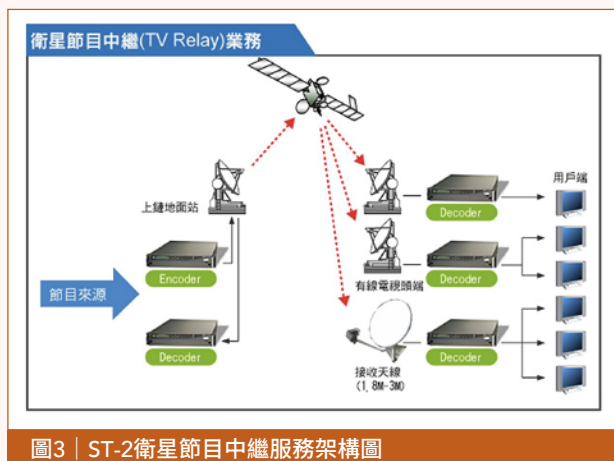 衛星節目中繼(TV Relay)業務
上鏈地面站
用戶端
Decoder
Encoder
有線電視頭端
Decoder
節目來源
Decoder
Decoder
接收天線
(1.8M-3M)
圖3｜ST-2衛星節目中繼服務架構圖